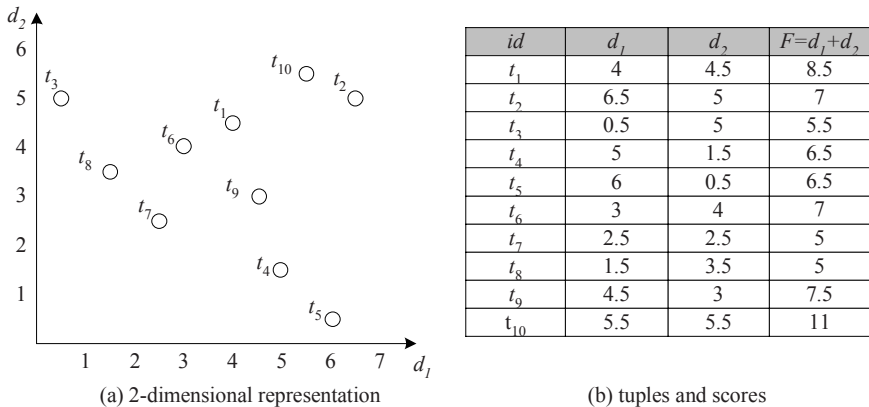 d2
6
5
4
3
2
1
t3
t8
t7
t6
t1
t10
t2
t9
t4
t5
1 2 3 4 5 6 7
d1
(a) 2-dimensional representation
id d1 d2 F=d1+d2
t1 4 4.5 8.5
t2 6.5 5 7
t3 0.5 5 5.5
t4 5 1.5 6.5
t5 6 0.5 6.5
t6 3 4 7
t7 2.5 2.5 5
t8 1.5 3.5 5
t9 4.5 3 7.5
t10 5.5 5.5 11
(b) tuples and scores